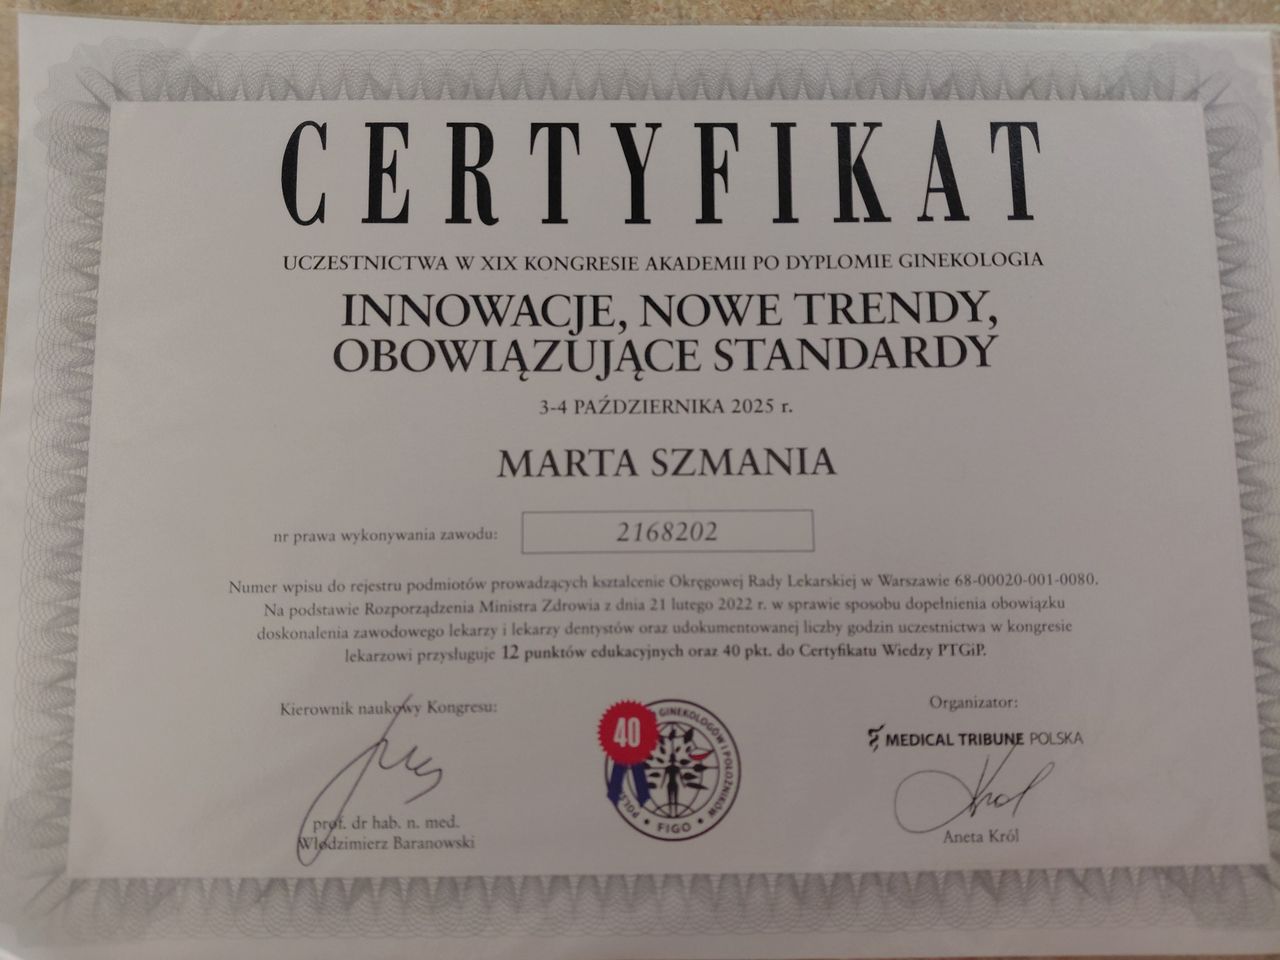 CERTYFIKAT
UCZESTNICTWA W XIX KONGRESIE AKADEMII PO DYPLOMIE GINEKOLOGIA
INNOWACJE, NOWE TRENDY,
OBOWIĄZUJĄCE STANDARDY
3-4 PAŹDZIERNIKA 2025 r.
MARTA SZMANIA
nr prawa wykonywania zawodu: 2168202
Numer wpisu do rejestru podmiotów prowadzących kształcenie Okręgowej Rady Lekarskiej w Warszawie 68-00020-001-0080.
Na podstawie Rozporządzenia Ministra Zdrowia z dnia 21 lutego 2022 r. w sprawie sposobu dopełnienia obowiązku
doskonalenia zawodowego lekarzy i lekarzy dentystów oraz udokumentowanej liczby godzin uczestnictwa w kongresie
lekarzowi przysługuje 12 punktów edukacyjnych oraz 40 pkt. do Certyfikatu Wiedzy PTGiP.
Kierownik naukowy Kongresu:
prof. dr hab. n. med.
Włodzimierz Baranowski
40
GINEKOLOGÓW I POŁOŻNIKÓW
FIGO
Organizator:
MEDICAL TRIBUNE POLSKA
Król
Aneta Król